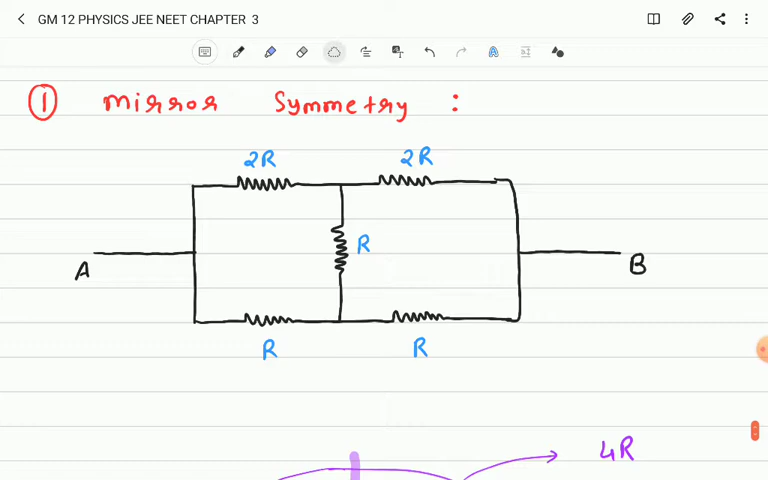 GM 12 PHYSICS JEE NEET CHAPTER 3
① mirror Symmetry :
2R 2R
R
A B
R R
4R